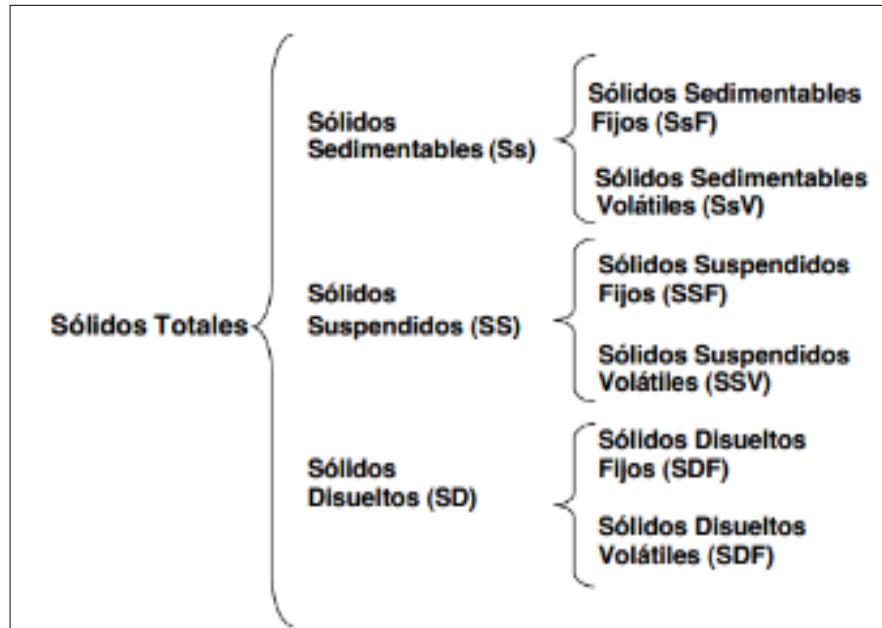 Sólidos Totales
Sólidos
Sedimentables (Ss)
Sólidos Sedimentables
Fijos (SsF)
Sólidos Sedimentables
Volátiles (SsV)
Sólidos
Suspendidos (SS)
Sólidos Suspendidos
Fijos (SSF)
Sólidos Suspendidos
Volátiles (SSV)
Sólidos
Disueltos (SD)
Sólidos Disueltos
Fijos (SDF)
Sólidos Disueltos
Volátiles (SDF)